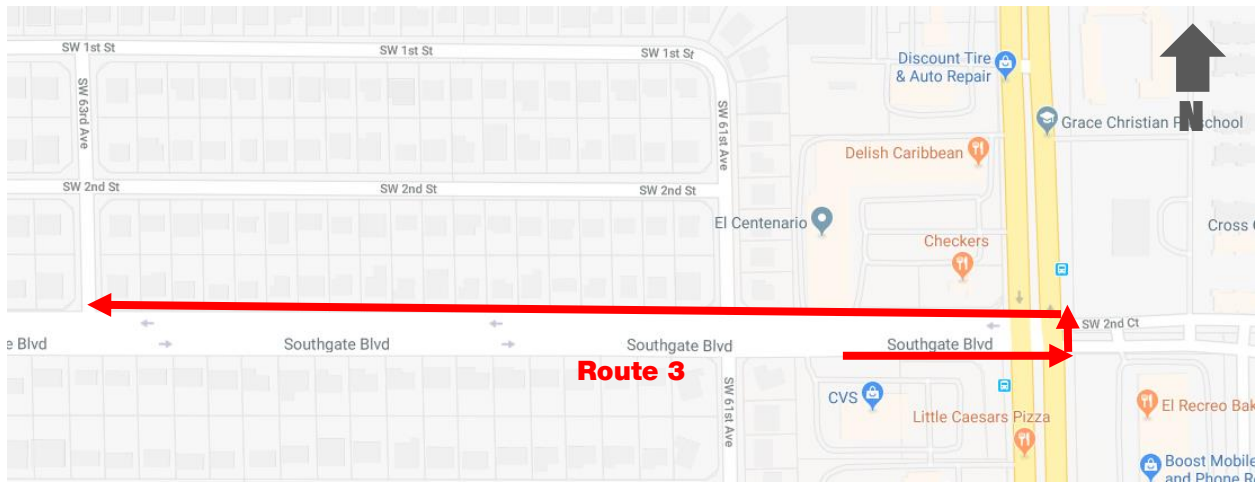 SW 1st St
SW 1st St
SW 1st St
Discount Tire
& Auto Repair
SW 63rd Ave
SW 61st Ave
N
Grace Christian
school
Delish Caribbean
SW 2nd St
SW 2nd St
SW 2nd St
El Centenario
Checkers
Cross
SW 2nd Ct
e Blvd
Southgate Blvd
Southgate Blvd
Southgate Blvd
Route 3
SW 61st Ave
CVS
Little Caesars Pizza
El Recreo Bak
Boost Mobile
and Phone R